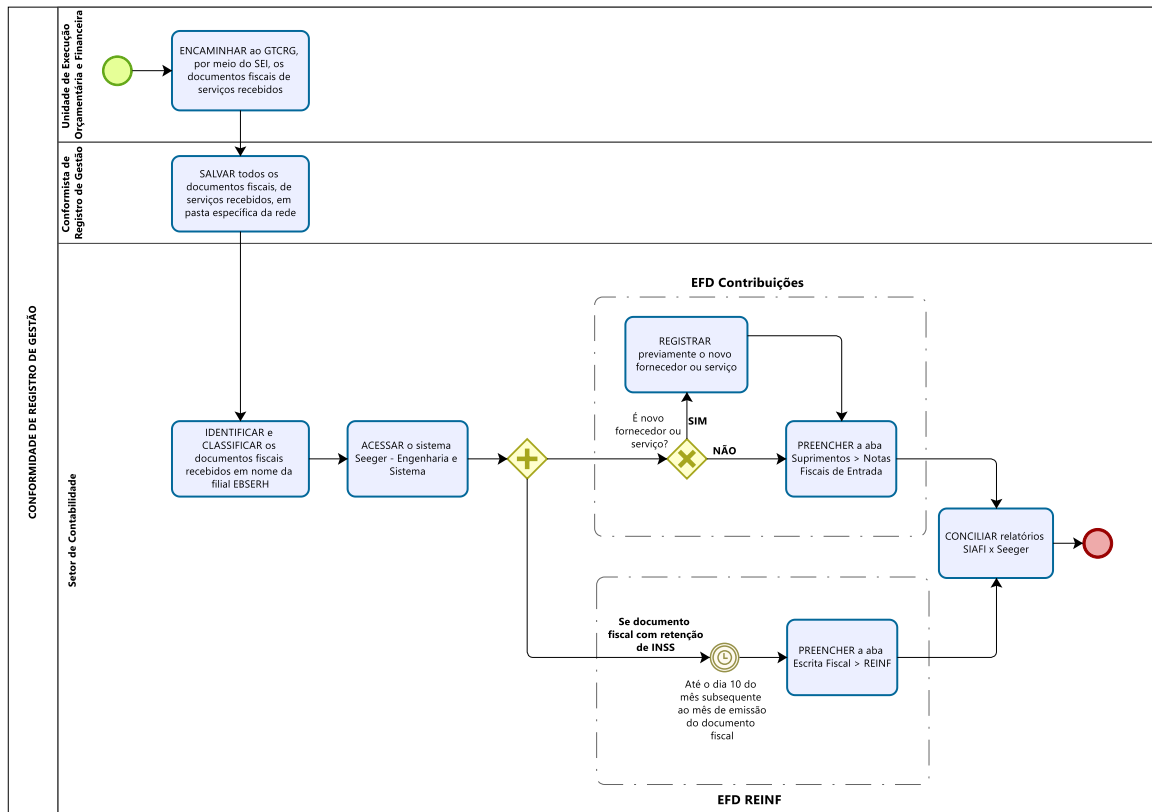 CONFORMIDADE DE REGISTRO DE GESTÃO
Unidade de Execução
Orçamentária e Financeira
ENCAMINHAR ao GTCRG,
por meio do SEI, os
documentos fiscais de
serviços recebidos
Conformista de
Registro de Gestão
SALVAR todos os
documentos fiscais, de
serviços recebidos, em
pasta específica da rede
Setor de Contabilidade
IDENTIFICAR e
CLASSIFICAR os
documentos fiscais
recebidos em nome da
filial EBSERH
ACESSAR o sistema
Seeger - Engenharia e
Sistema
EFD Contribuições
REGISTRAR
previamente o novo
fornecedor ou serviço
É novo
fornecedor ou
serviço?
SIM
NÃO
PREENCHER a aba
Suprimentos > Notas
Fiscais de Entrada
CONCILIAR relatórios
SIAFI x Seeger
Se documento
fiscal com retenção
de INSS
Até o dia 10 do
mês subsequente
ao mês de emissão
do documento
fiscal
PREENCHER a aba
Escrita Fiscal > REINF
EFD REINF